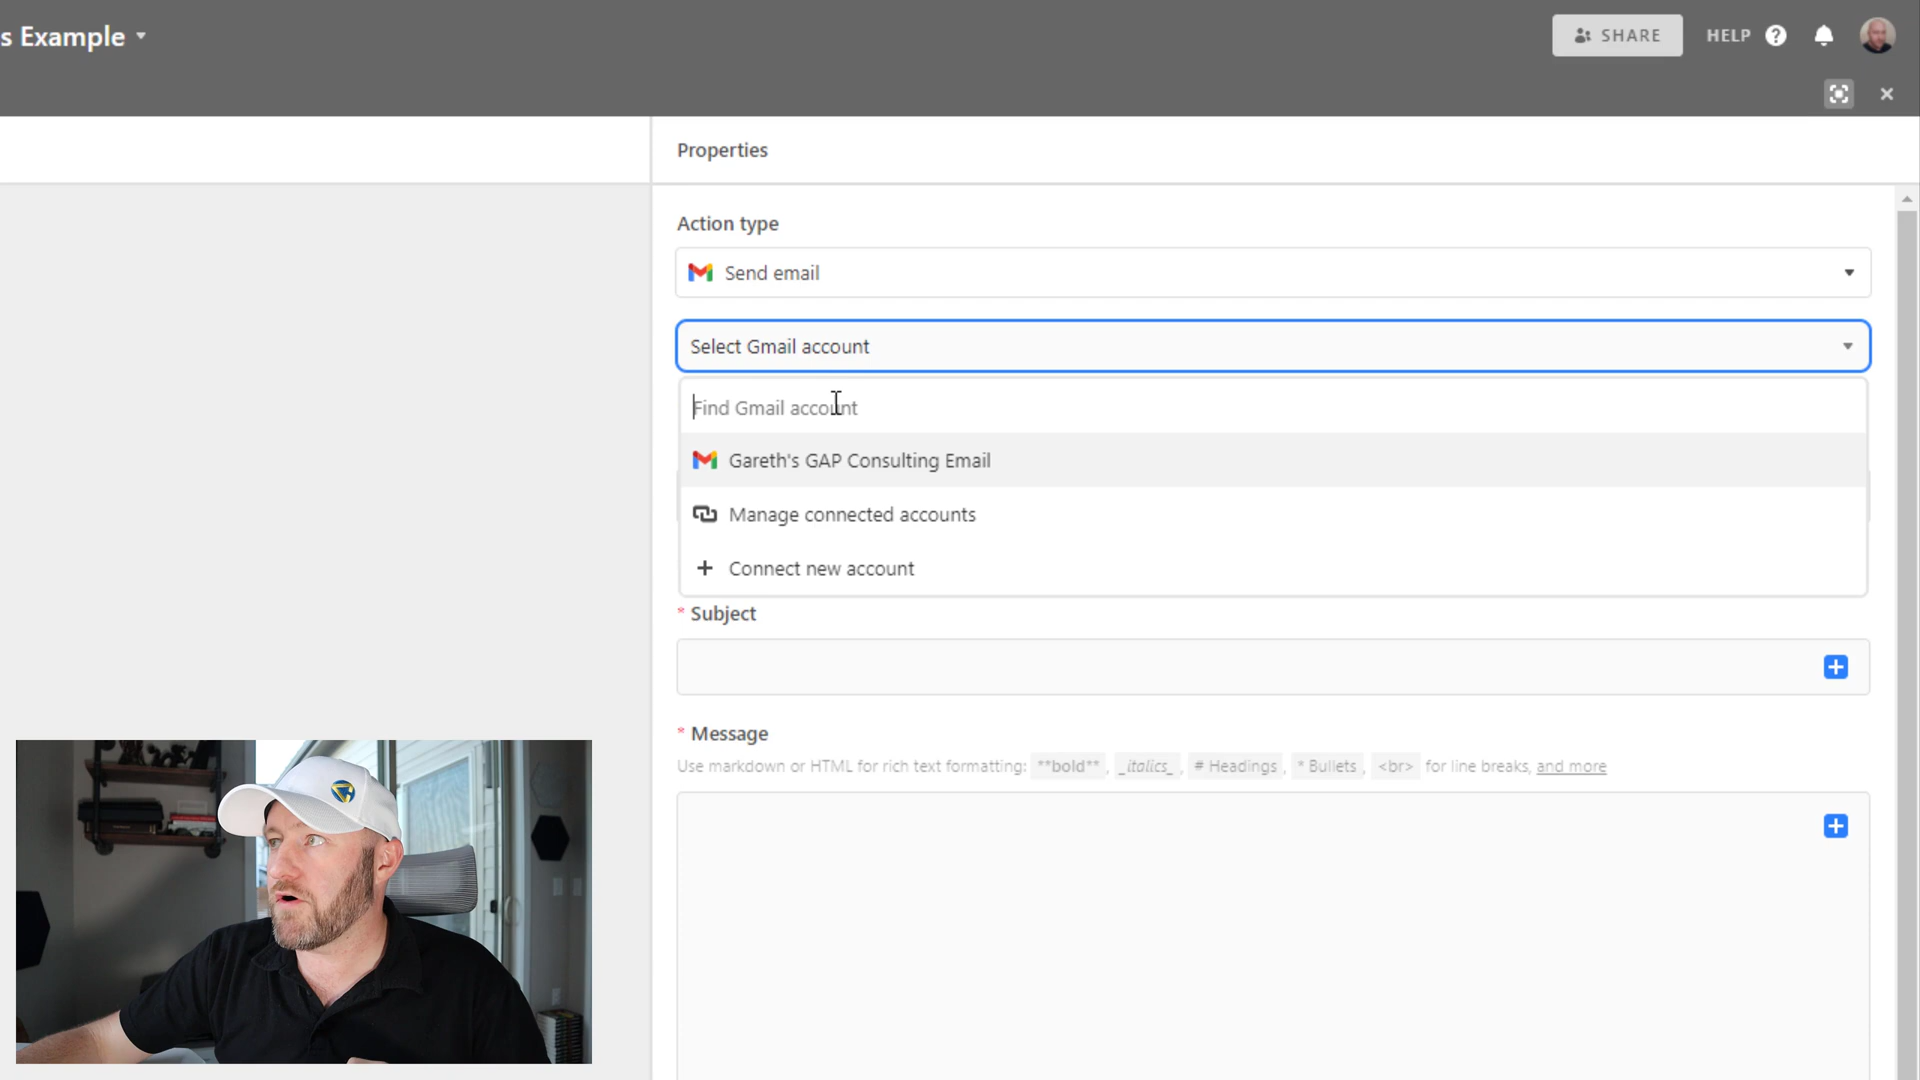 s Example
SHARE
HELP
Properties
Action type
Send email
Select Gmail account
Find Gmail account
Gareth's GAP Consulting Email
Manage connected accounts
+ Connect new account
* Subject
* Message
Use markdown or HTML for rich text formatting: **bold** , _italics_ , # Headings , * Bullets , <br> for line breaks, and more